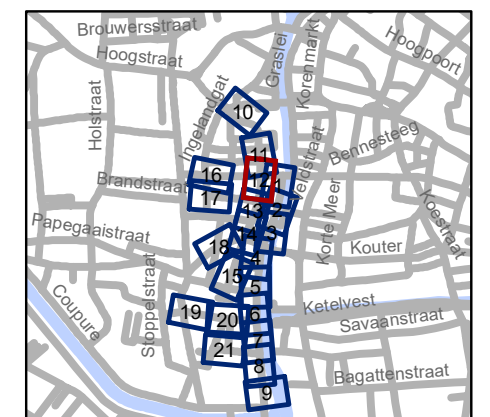 Brouwersstraat
Hoogstraat
Graslei
Korenmarkt
Hoogpoort
Holstraat
Ingelandgat
10
11
Bennesteeg
Veldstraat
16
12
1
Brandstraat
17
13
2
Korte Meer
Koestraat
Papegaaistraat
14
3
18
Kouter
4
15
5
Coupure
Stoppelstraat
Ketelvest
19
20
6
Savaanstraat
21
7
8
Bagattenstraat
9